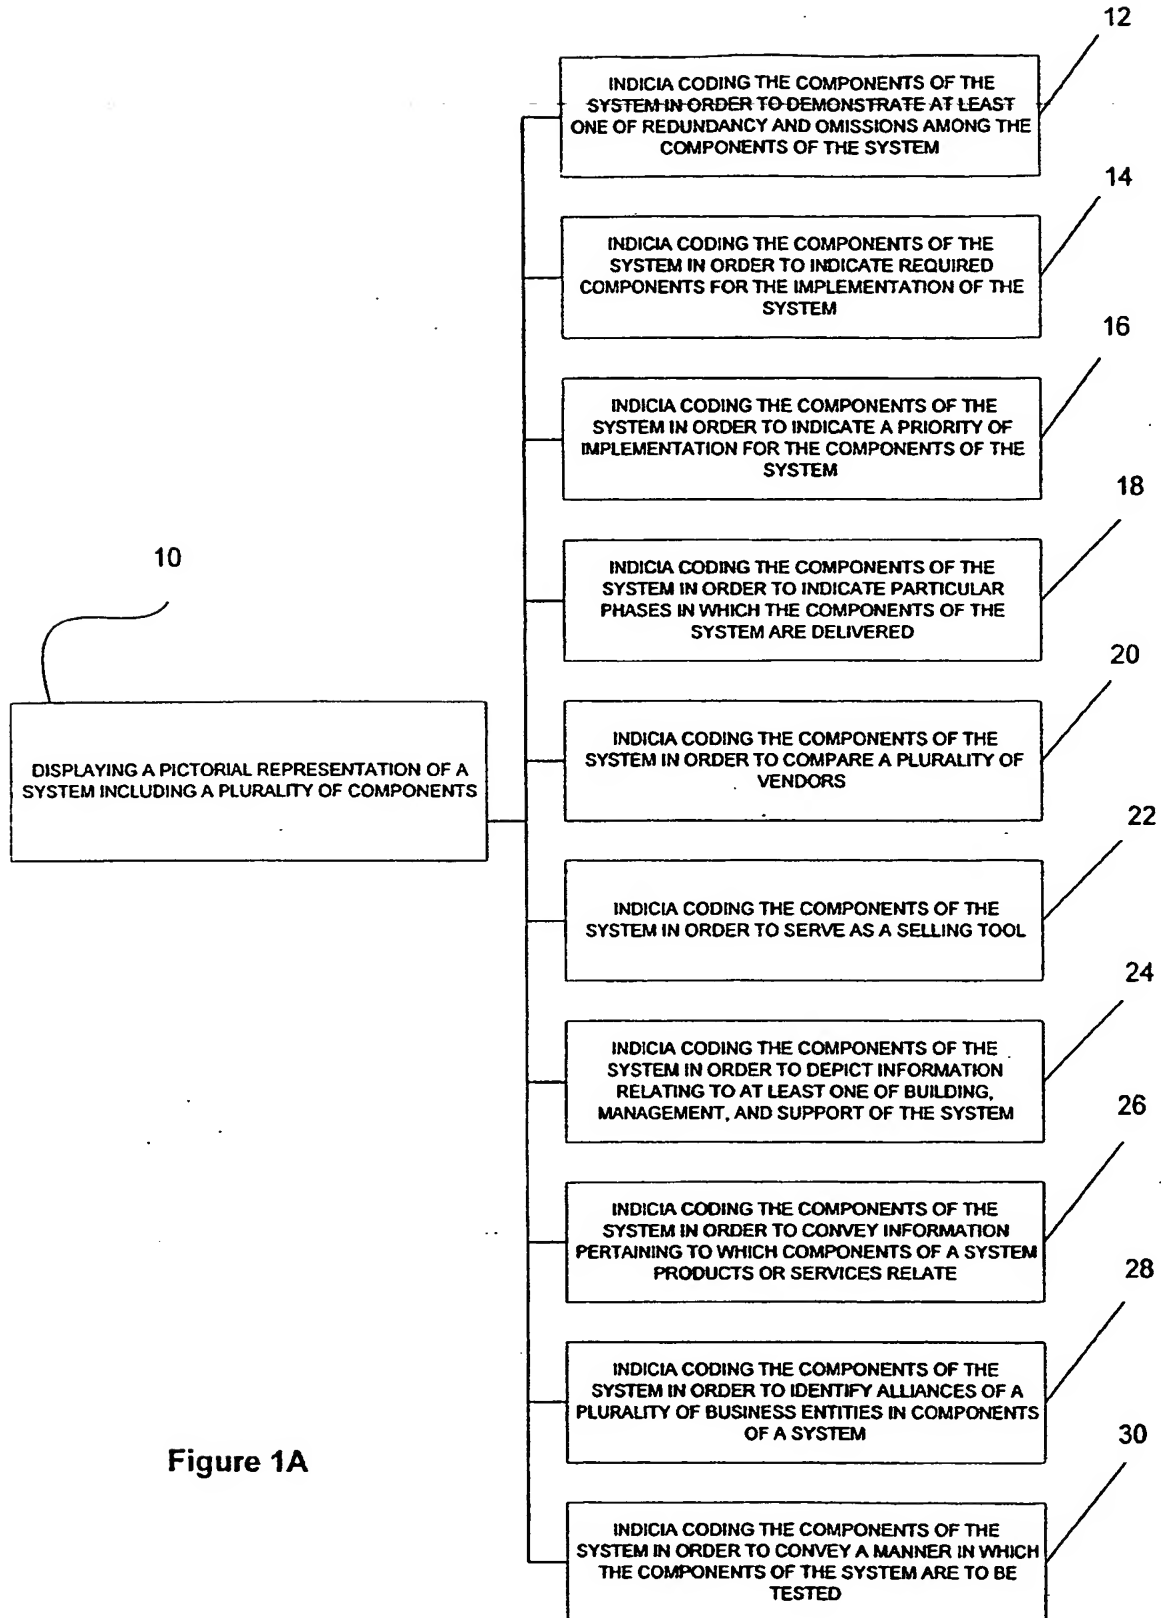 12
INDICIA CODING THE COMPONENTS OF THE
SYSTEM IN ORDER TO DEMONSTRATE AT LEAST
ONE OF REDUNDANCY AND OMISSIONS AMONG THE
COMPONENTS OF THE SYSTEM
14
INDICIA CODING THE COMPONENTS OF THE
SYSTEM IN ORDER TO INDICATE REQUIRED
COMPONENTS FOR THE IMPLEMENTATION OF THE
SYSTEM
16
INDICIA CODING THE COMPONENTS OF THE
SYSTEM IN ORDER TO INDICATE A PRIORITY OF
IMPLEMENTATION FOR THE COMPONENTS OF THE
SYSTEM
18
INDICIA CODING THE COMPONENTS OF THE
SYSTEM IN ORDER TO INDICATE PARTICULAR
PHASES IN WHICH THE COMPONENTS OF THE
SYSTEM ARE DELIVERED
10
DISPLAYING A PICTORIAL REPRESENTATION OF A
SYSTEM INCLUDING A PLURALITY OF COMPONENTS
20
INDICIA CODING THE COMPONENTS OF THE
SYSTEM IN ORDER TO COMPARE A PLURALITY OF
VENDORS
22
INDICIA CODING THE COMPONENTS OF THE
SYSTEM IN ORDER TO SERVE AS A SELLING TOOL
24
INDICIA CODING THE COMPONENTS OF THE
SYSTEM IN ORDER TO DEPICT INFORMATION
RELATING TO AT LEAST ONE OF BUILDING,
MANAGEMENT, AND SUPPORT OF THE SYSTEM
26
INDICIA CODING THE COMPONENTS OF THE
SYSTEM IN ORDER TO CONVEY INFORMATION
PERTAINING TO WHICH COMPONENTS OF A SYSTEM
PRODUCTS OR SERVICES RELATE
28
INDICIA CODING THE COMPONENTS OF THE
SYSTEM IN ORDER TO IDENTIFY ALLIANCES OF A
PLURALITY OF BUSINESS ENTITIES IN COMPONENTS
OF A SYSTEM
30
INDICIA CODING THE COMPONENTS OF THE
SYSTEM IN ORDER TO CONVEY A MANNER IN WHICH
THE COMPONENTS OF THE SYSTEM ARE TO BE
TESTED
Figure 1A